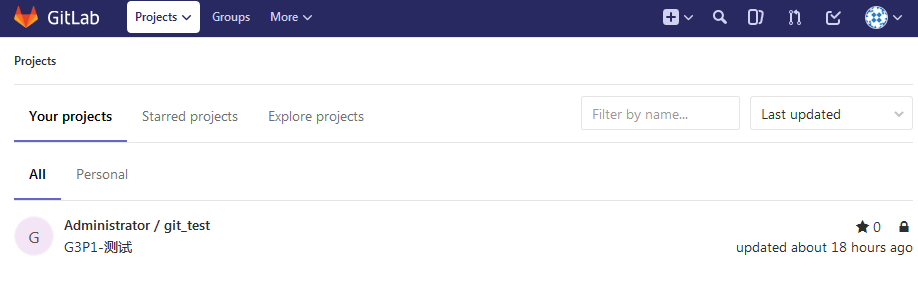 GitLab Projects Groups More
Projects
Your projects Starred projects Explore projects Filter by name... Last updated
All Personal
G Administrator / git_test 0
G3P1-测试 updated about 18 hours ago